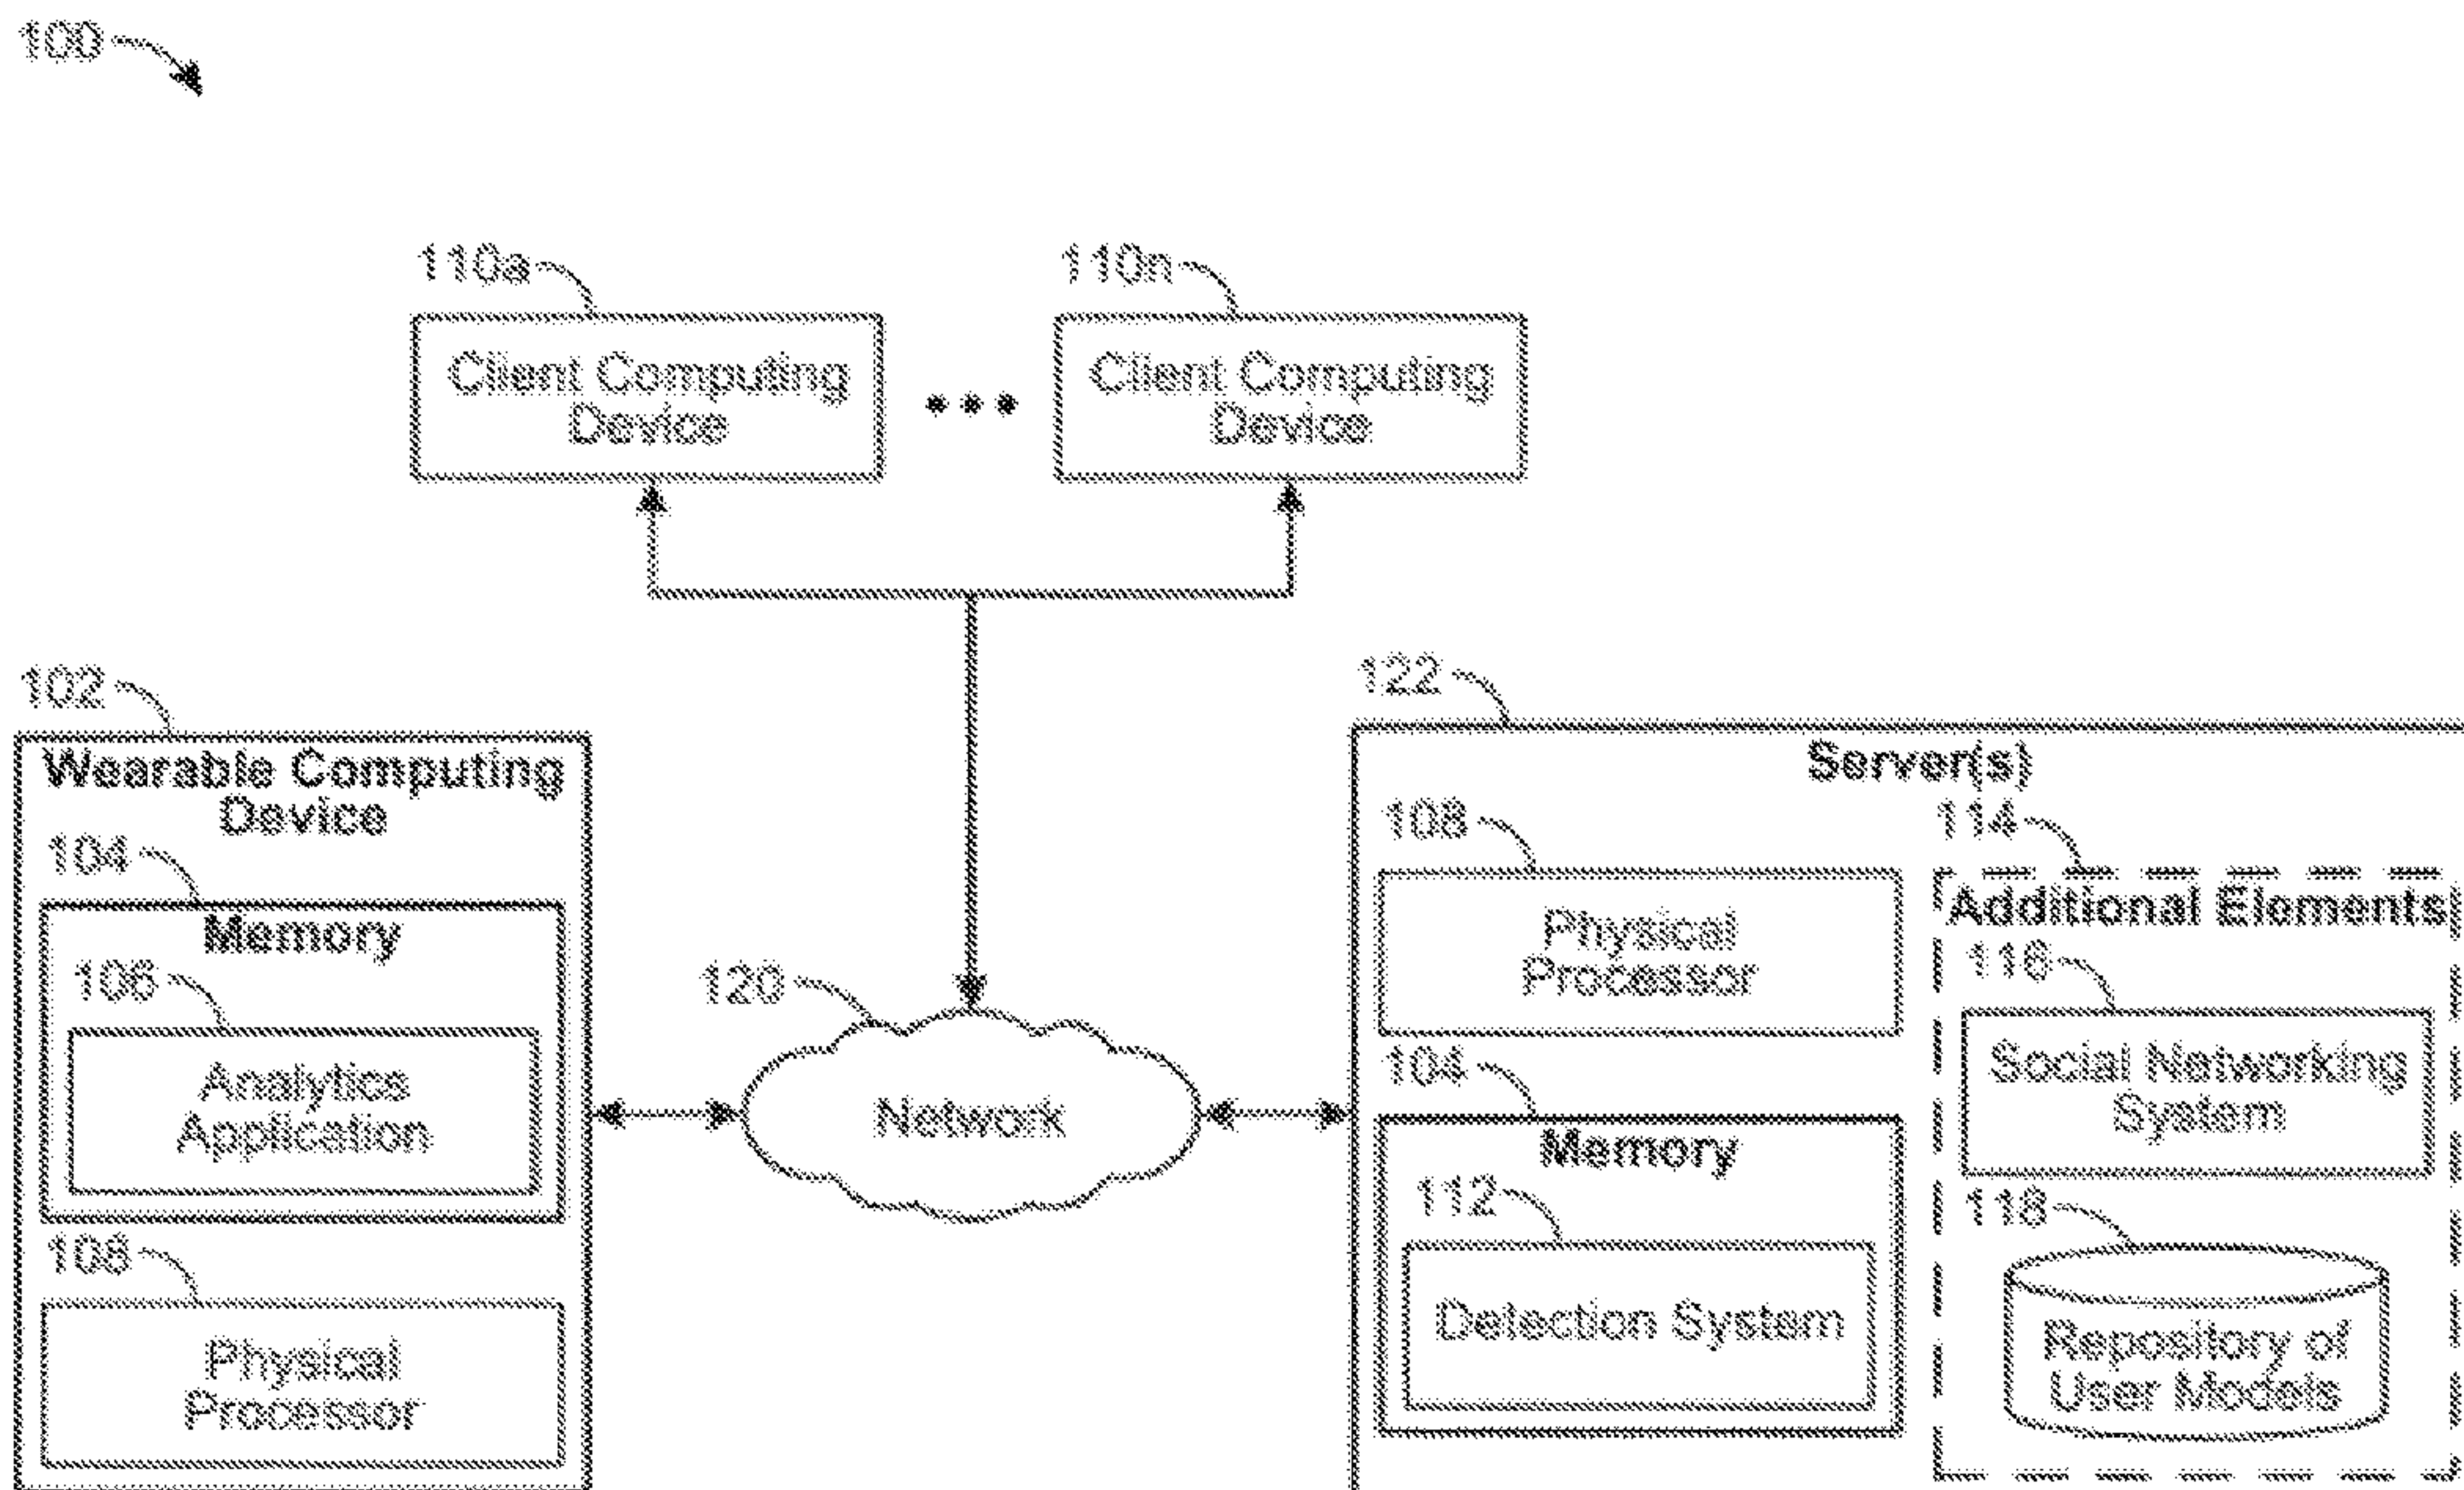 100
110a
110n
Client Computing
Device
Client Computing
Device
102
Wearable Computing
Device
104
Memory
106
Analytics
Application
108
Physical
Processor
120
Network
122
Server(s)
108
Physical
Processor
104
Memory
112
Detection System
114
Additional Elements
116
Social Networking
System
118
Repository of
User Models